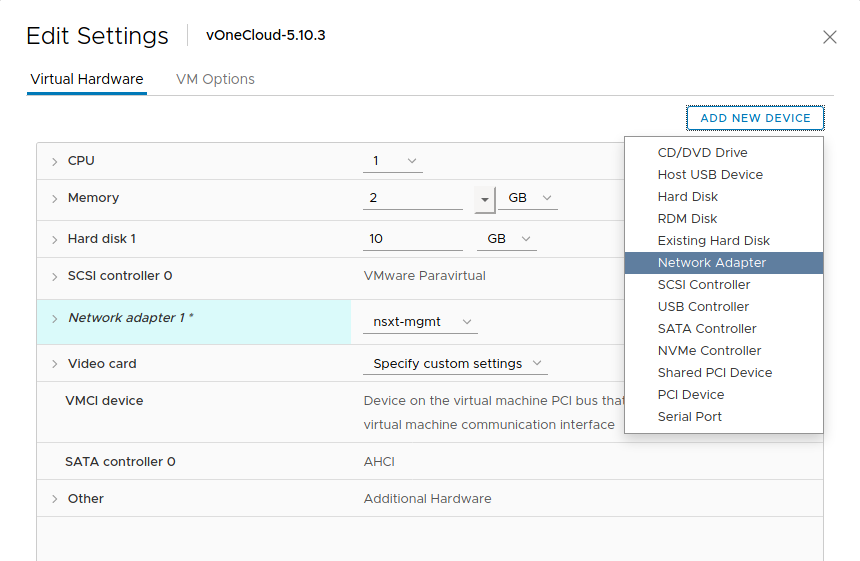 Edit Settings vOneCloud-5.10.3
Virtual Hardware VM Options
ADD NEW DEVICE
CPU 1
Memory 2 GB
Hard disk 1 10 GB
SCSI controller 0 VMware Paravirtual
Network adapter 1 * nsxt-mgmt
Video card Specify custom settings
VMCI device Device on the virtual machine PCI bus that
virtual machine communication interface
SATA controller 0 AHCI
Other Additional Hardware
CD/DVD Drive
Host USB Device
Hard Disk
RDM Disk
Existing Hard Disk
Network Adapter
SCSI Controller
USB Controller
SATA Controller
NVMe Controller
Shared PCI Device
PCI Device
Serial Port